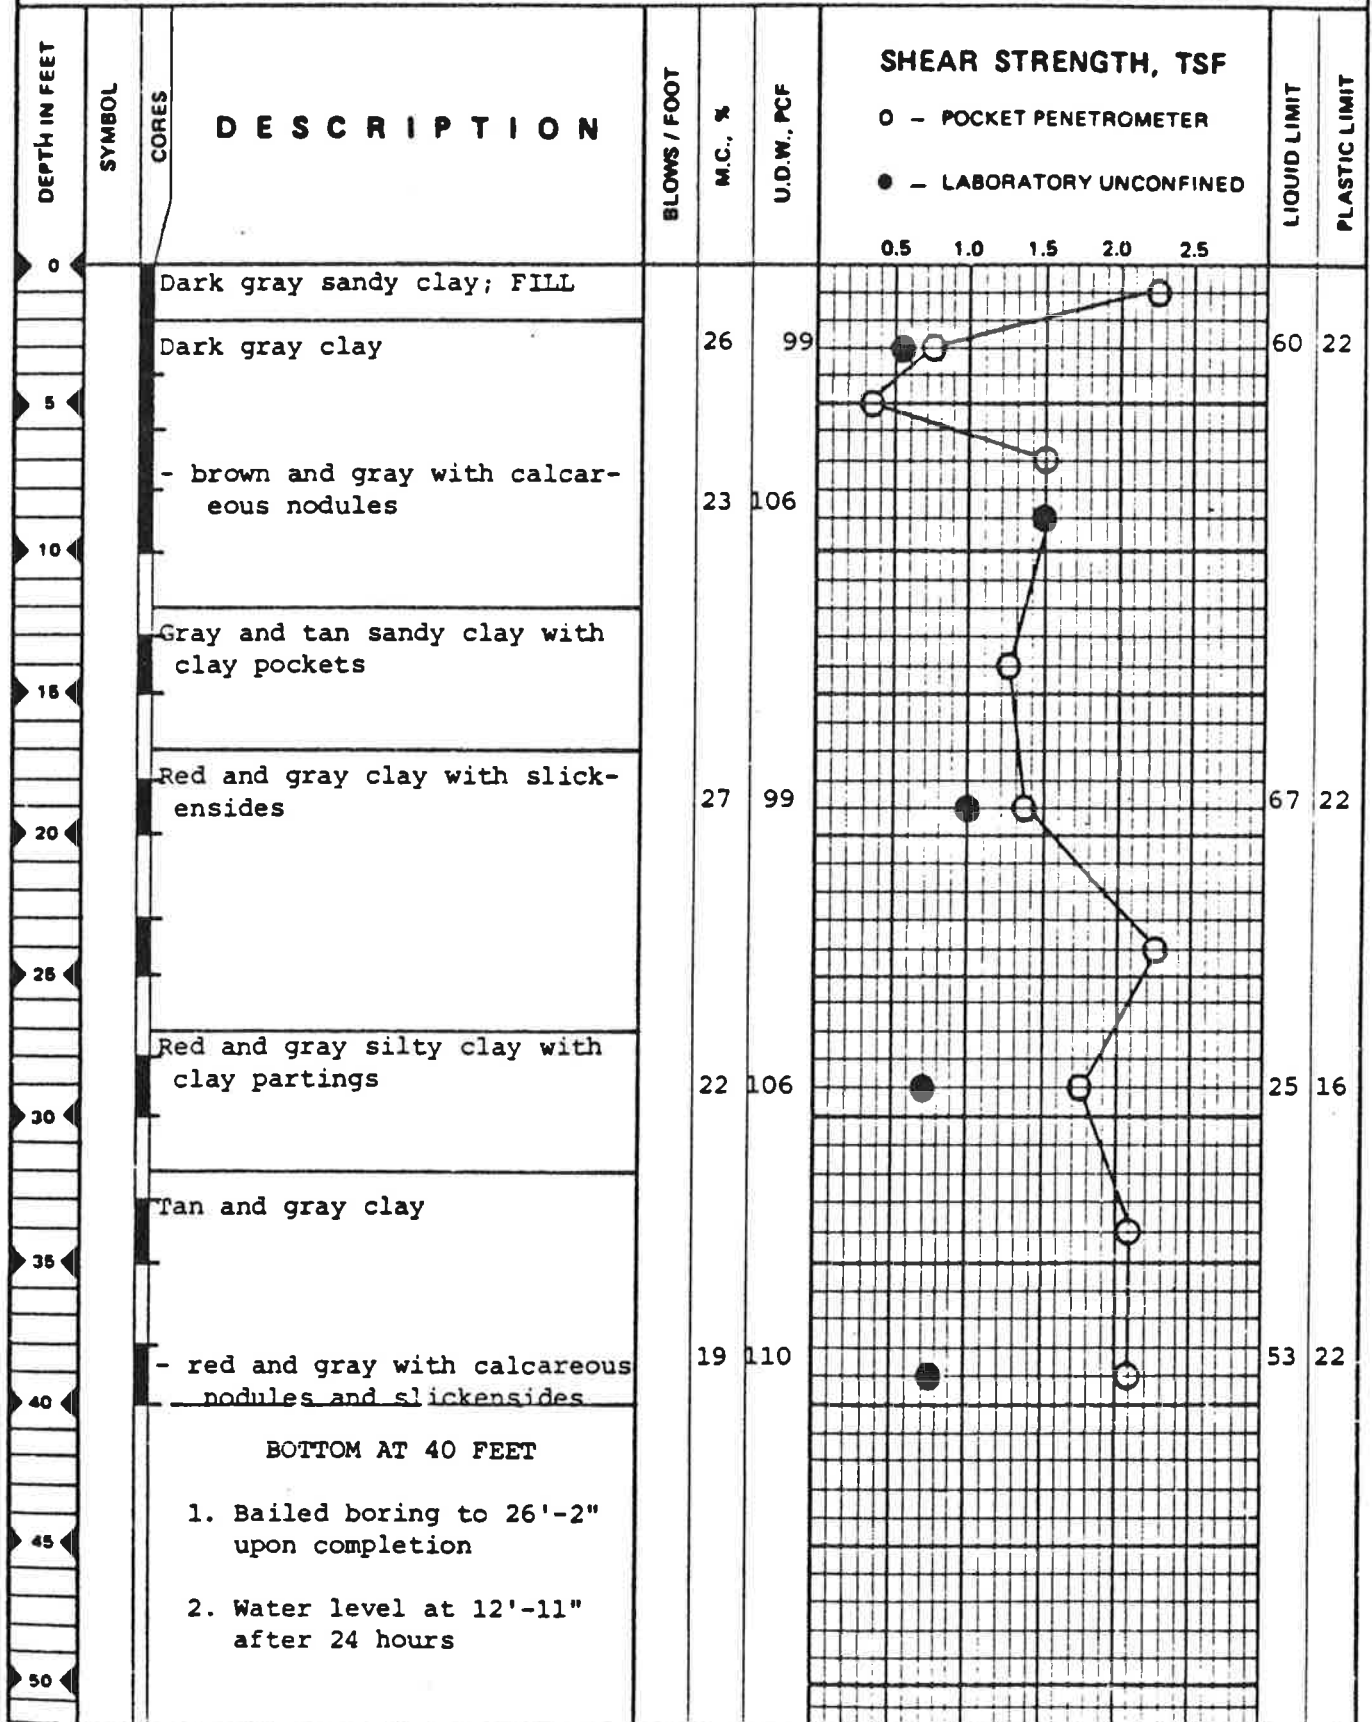 DEPTH IN FEET
SYMBOL
CORES
DESCRIPTION
BLOWS / FOOT
M.C., %
U.D.W., PCF
SHEAR STRENGTH, TSF
O - POCKET PENETROMETER
● - LABORATORY UNCONFINED
LIQUID LIMIT
PLASTIC LIMIT
0.5 1.0 1.5 2.0 2.5
0
Dark gray sandy clay; FILL
Dark gray clay 26 99 60 22
5
- brown and gray with calcar-
eous nodules 23 106
10
Gray and tan sandy clay with
clay pockets
15
Red and gray clay with slick-
ensides 27 99 67 22
20
25
Red and gray silty clay with
clay partings 22 106 25 16
30
Tan and gray clay
35
- red and gray with calcareous 19 110 53 22
nodules and slickensides
40
BOTTOM AT 40 FEET
1. Bailed boring to 26'-2"
upon completion
45
2. Water level at 12'-11"
after 24 hours
50